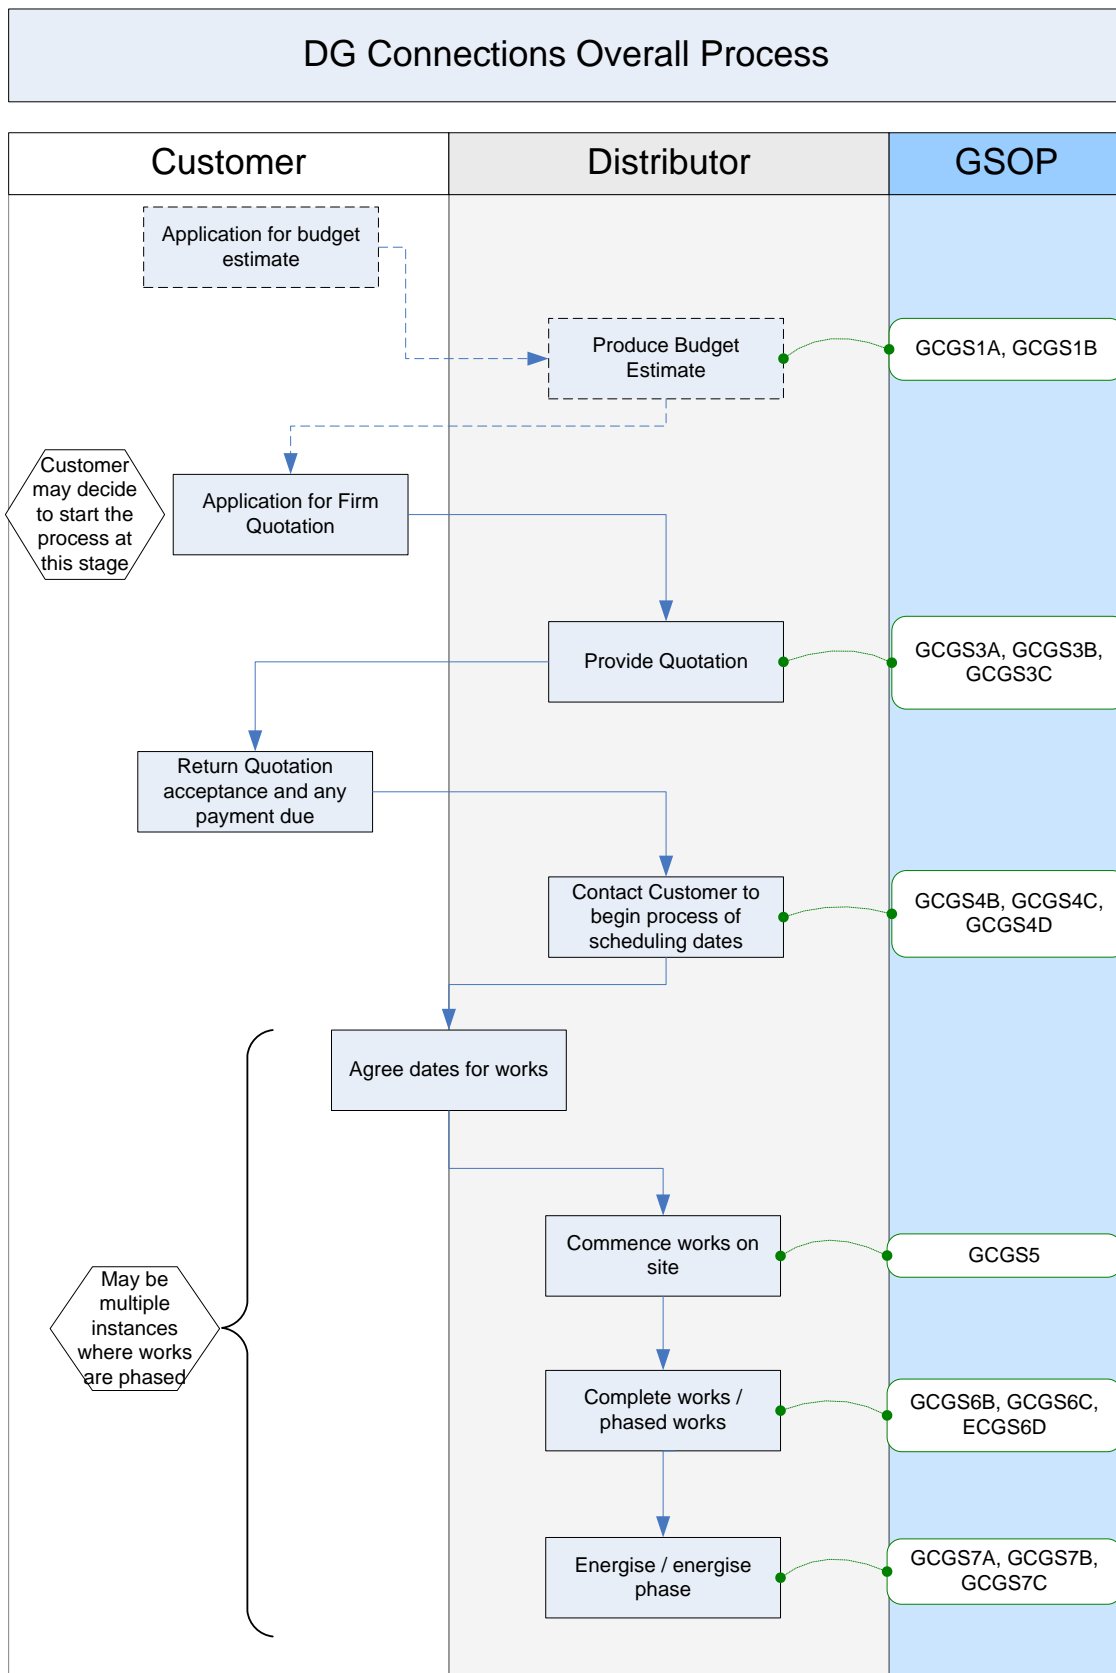 DG Connections Overall Process
Customer
Distributor
GSOP
Application for budget
estimate
Produce Budget
Estimate
GCGS1A, GCGS1B
Customer
may decide
to start the
process at
this stage
Application for Firm
Quotation
Provide Quotation
GCGS3A, GCGS3B,
GCGS3C
Return Quotation
acceptance and any
payment due
Contact Customer to
begin process of
scheduling dates
GCGS4B, GCGS4C,
GCGS4D
Agree dates for works
Commence works on
site
GCGS5
May be
multiple
instances
where works
are phased
Complete works /
phased works
GCGS6B, GCGS6C,
ECGS6D
Energise / energise
phase
GCGS7A, GCGS7B,
GCGS7C